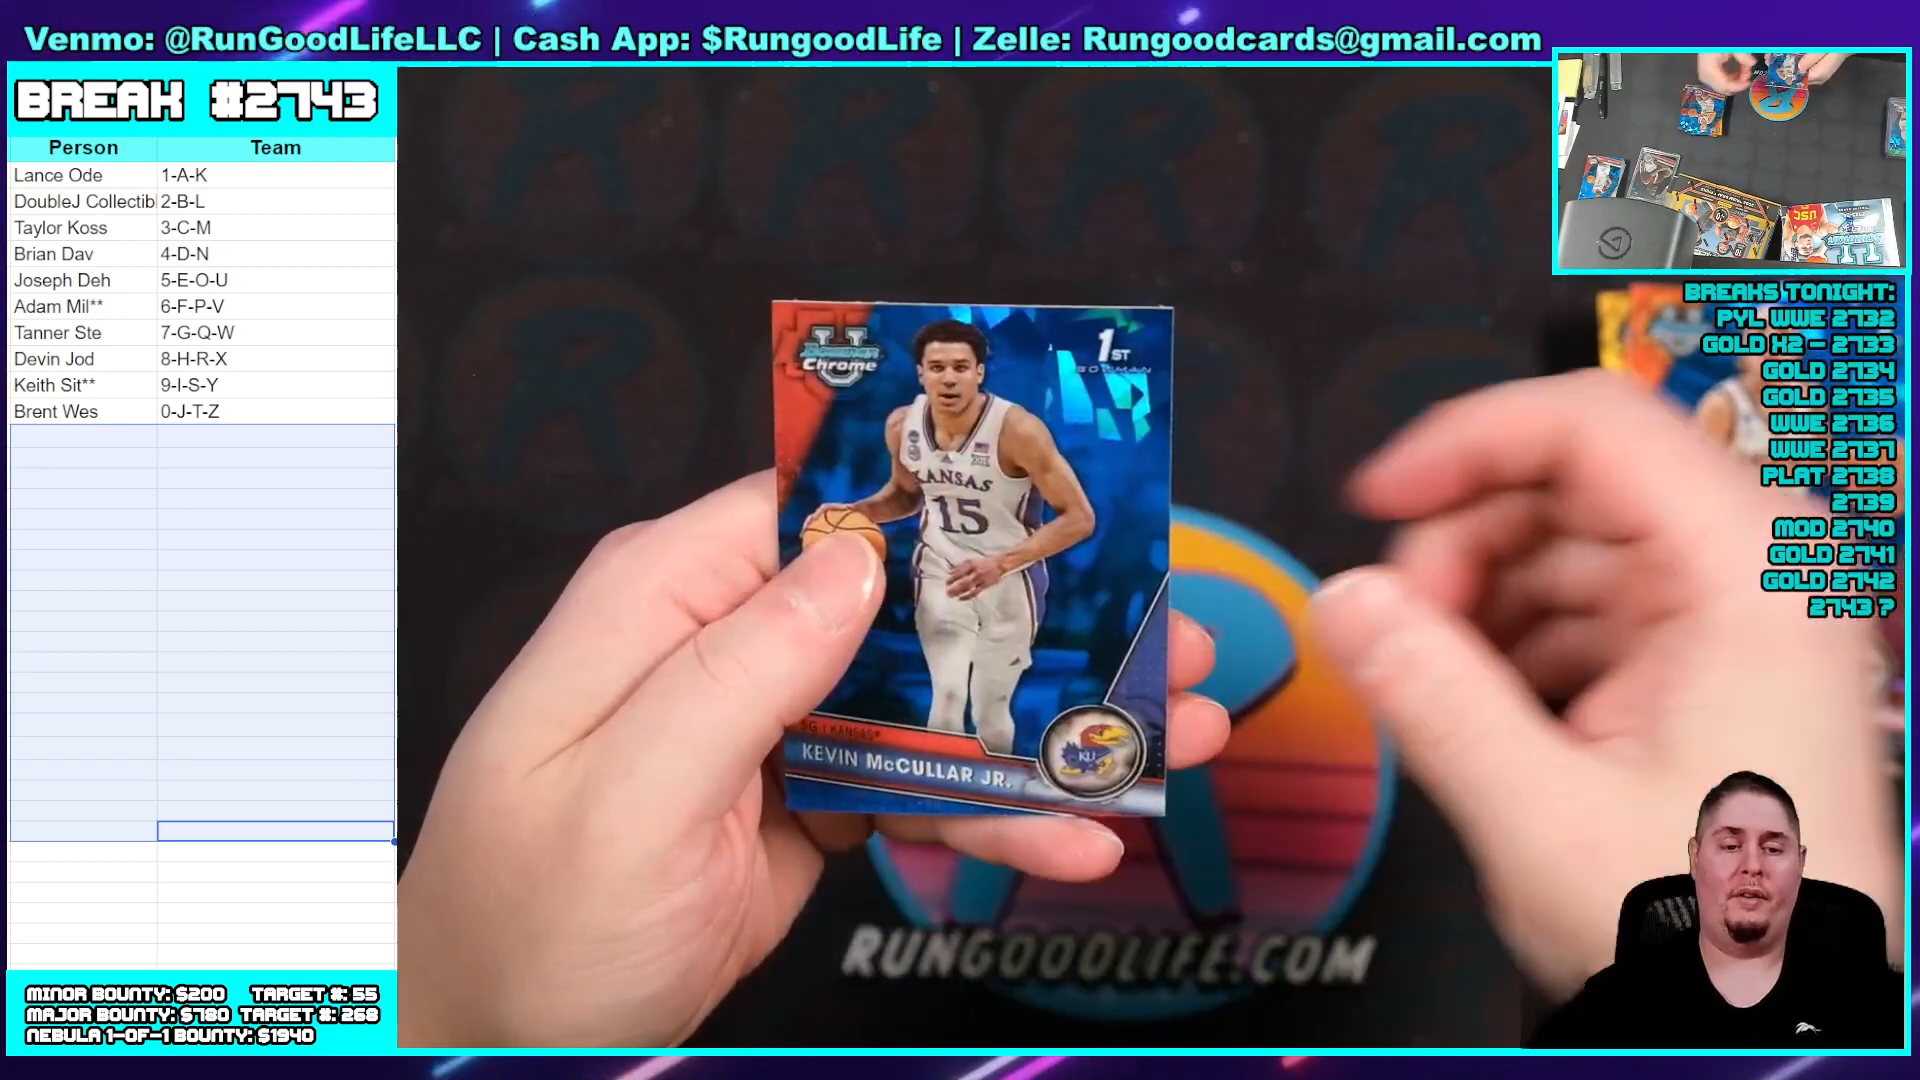 Venmo: @RunGoodLifeLLC | Cash App: $RungoodLife | Zelle: Rungoodcards@gmail.com
BREAK #2743
Person Team
Lance Ode 1-A-K
DoubleJ Collectib 2-B-L
Taylor Koss 3-C-M
Brian Dav 4-D-N
Joseph Deh 5-E-O-U
Adam Mil** 6-F-P-V
Tanner Ste 7-G-Q-W
Devin Jod 8-H-R-X
Keith Sit** 9-I-S-Y
Brent Wes 0-J-T-Z
MINOR BOUNTY: $200 TARGET #: 55
MAJOR BOUNTY: $780 TARGET #: 268
NEBULA 1-OF-1 BOUNTY: $1940
BOWMAN
Chrome
1ST
BOWMAN
KANSAS
15
SG | KANSAS
KEVIN McCULLAR JR.
KU
RUNGOODLIFE.COM
USC
BREAKS TONIGHT:
PYL WWE 2732
GOLD X2 - 2733
GOLD 2734
GOLD 2735
WWE 2736
WWE 2737
PLAT 2738
2739
MOD 2740
GOLD 2741
GOLD 2742
2743 ?